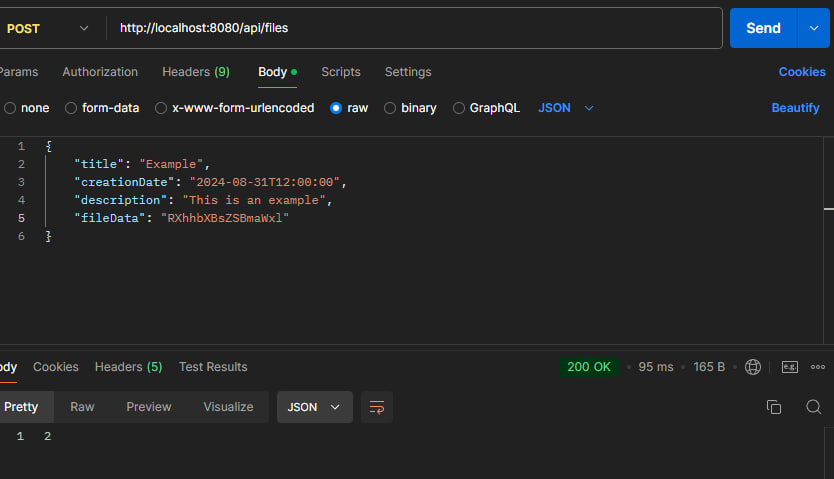 POST http://localhost:8080/api/files Send
Params Authorization Headers (9) Body Scripts Settings Cookies
none form-data x-www-form-urlencoded raw binary GraphQL JSON Beautify
1 {
2 "title": "Example",
3 "creationDate": "2024-08-31T12:00:00",
4 "description": "This is an example",
5 "fileData": "RXhhbXBsZSBmaWxl"
6 }
ody Cookies Headers (5) Test Results 200 OK • 95 ms • 165 B • e.g.
Pretty Raw Preview Visualize JSON
1 2